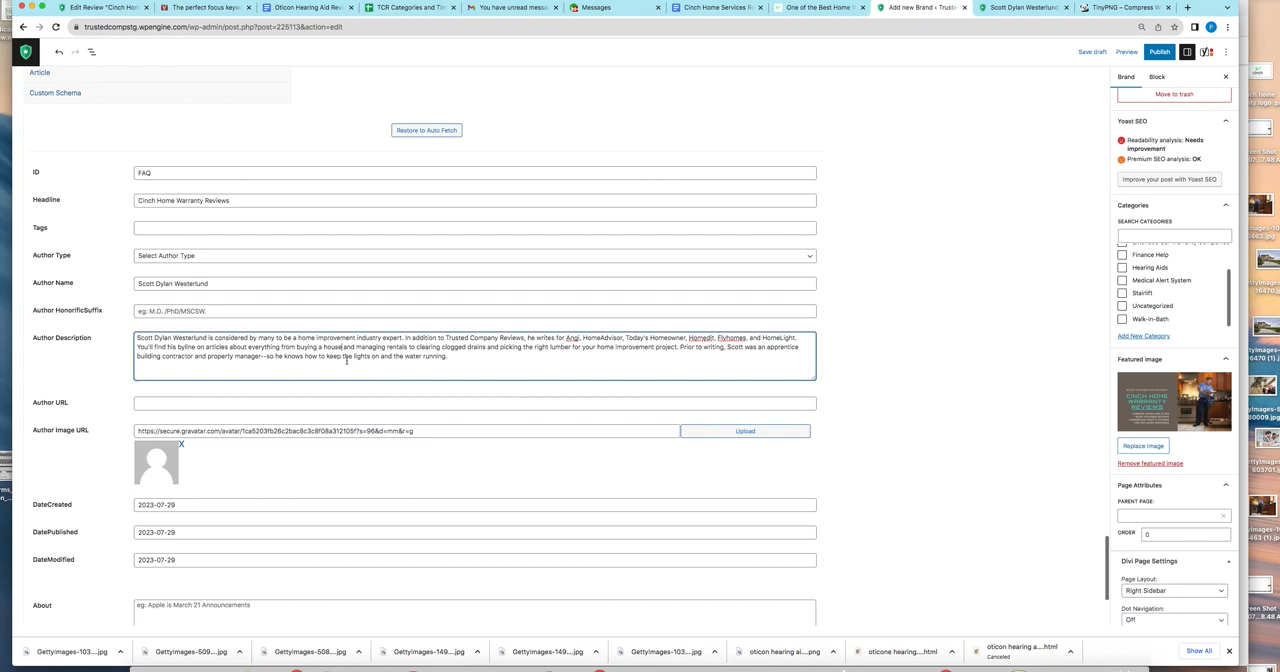 Edit Review "Cinch Hom
The perfect focus keyw
Oticon Hearing Aid Rev
TCR Categories and Tim
You have unread messa
Messages
Cinch Home Services Re
One of the Best Home W
Add new Brand ‹ Truste
Scott Dylan Westerlund,
TinyPNG – Compress W
trustedcompstg.wpengine.com/wp-admin/post.php?post=225113&action=edit
Save draft
Preview
Publish
Article
Custom Schema
Restore to Auto Fetch
ID
FAQ
Headline
Cinch Home Warranty Reviews
Tags
Author Type
Select Author Type
Author Name
Scott Dylan Westerlund
Author HonorificSuffix
eg: M.D. /PhD/MSCSW.
Author Description
Scott Dylan Westerlund is considered by many to be a home improvement industry expert. In addition to Trusted Company Reviews, he writes for Angi, HomeAdvisor, Today's Homeowner, Homedit, Flyhomes, and HomeLight.
You'll find his byline on articles about everything from buying a house and managing rentals to clearing clogged drains and picking the right lumber for your home improvement project. Prior to writing, Scott was an apprentice
building contractor and property manager--so he knows how to keep the lights on and the water running.
Author URL
Author Image URL
https://secure.gravatar.com/avatar/1ca5203fb26c2bac8c3c8f08a312105f?s=96&d=mm&r=g
Upload
X
DateCreated
2023-07-29
DatePublished
2023-07-29
DateModified
2023-07-29
About
eg: Apple is March 21 Announcements
Brand
Block
Move to trash
Yoast SEO
Readability analysis: Needs
improvement
Premium SEO analysis: OK
Improve your post with Yoast SEO
Categories
SEARCH CATEGORIES
Finance Help
Hearing Aids
Medical Alert System
Stairlift
Uncategorized
Walk-in-Bath
Add New Category
Featured image
CINCH HOME
WARRANTY
REVIEWS
Replace Image
Remove featured image
Page Attributes
PARENT PAGE:
ORDER
0
Divi Page Settings
Page Layout:
Right Sidebar
Dot Navigation:
Off
GettyImages-103....jpg
GettyImages-509....jpg
GettyImages-508....jpg
GettyImages-149....jpg
GettyImages-149....jpg
GettyImages-103....jpg
oticon hearing ai....png
oticone hearing....html
oticon hearing a....html
Canceled
Show All